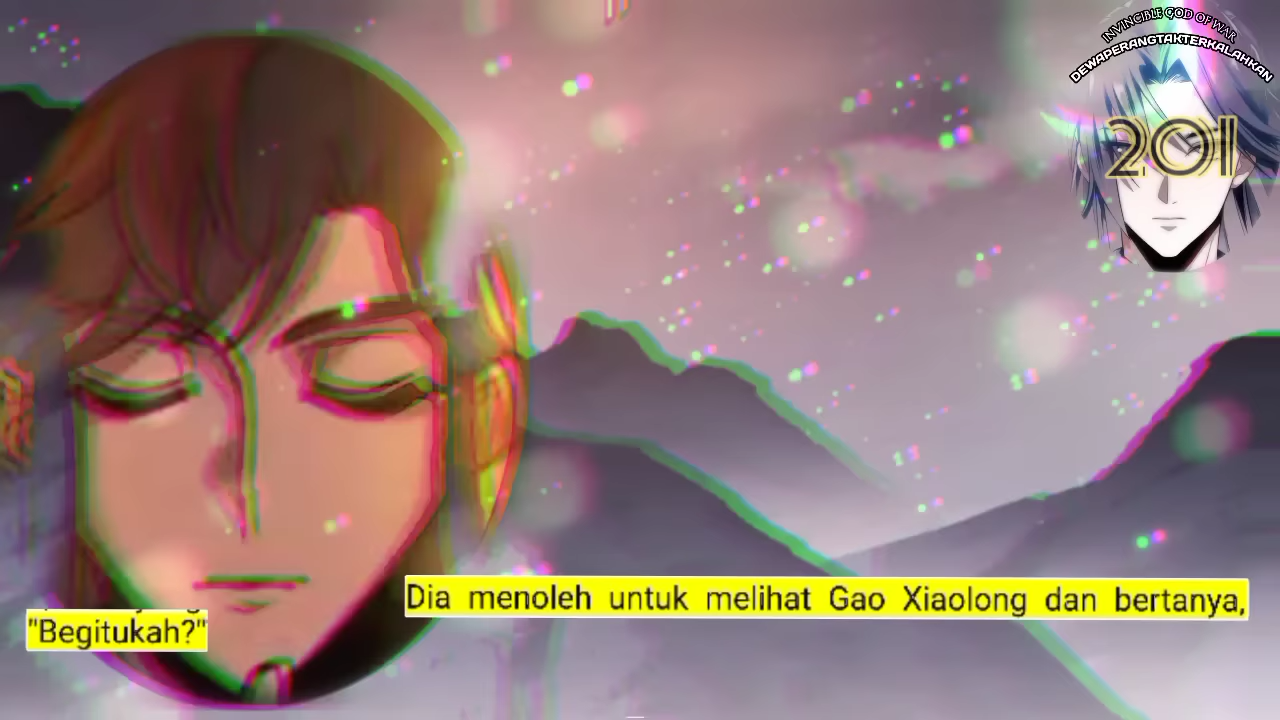 INVINCIBLE GOD OF WAR
DEWAPERANGTAKTERKALAHKAN
201
Dia menoleh untuk melihat Gao Xiaolong dan bertanya,
"Begitukah?"